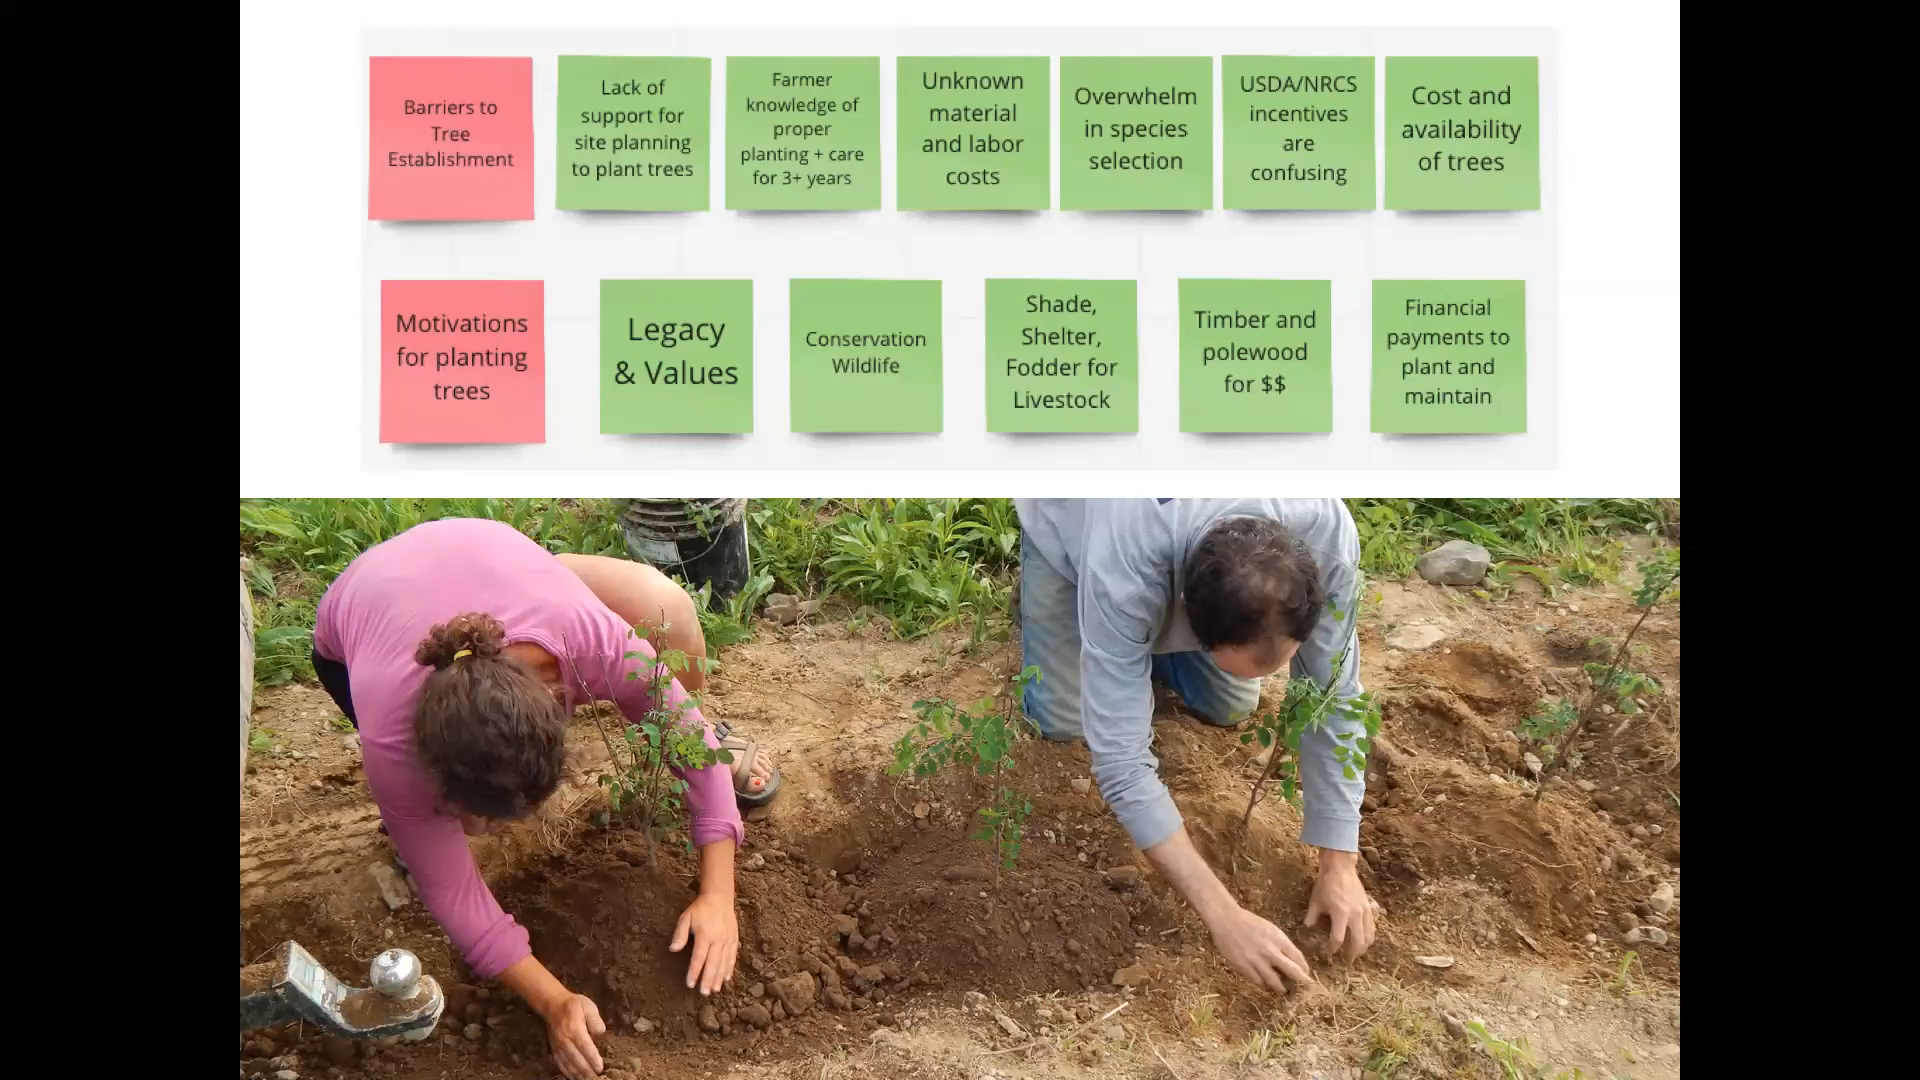 Barriers to
Tree
Establishment
Lack of
support for
site planning
to plant trees
Farmer
knowledge of
proper
planting + care
for 3+ years
Unknown
material
and labor
costs
Overwhelm
in species
selection
USDA/NRCS
incentives
are
confusing
Cost and
availability
of trees
Motivations
for planting
trees
Legacy
& Values
Conservation
Wildlife
Shade,
Shelter,
Fodder for
Livestock
Timber and
polewood
for $$
Financial
payments to
plant and
maintain